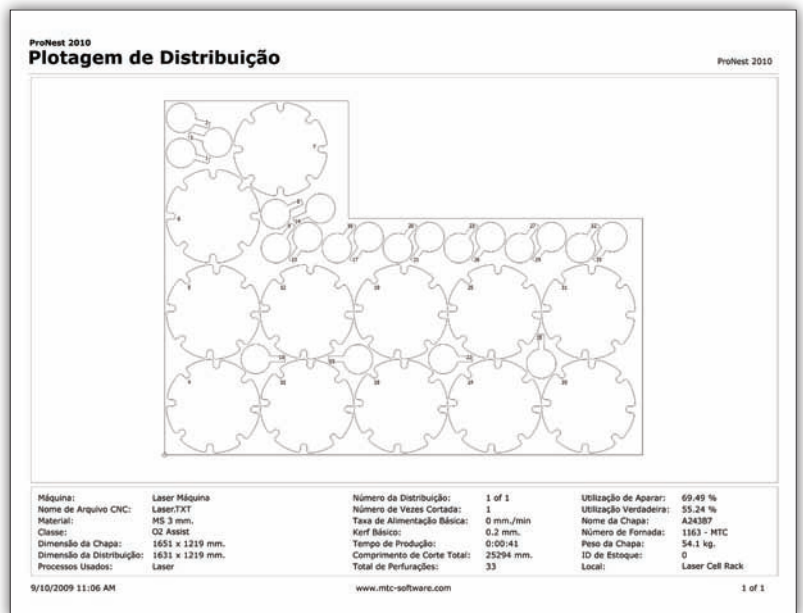 ProNest 2010
Plotagem de Distribuição
ProNest 2010
Máquina: Laser Máquina
Nome de Arquivo CNC: Laser.TXT
Material: MS 3 mm.
Classe: O2 Assist
Dimensão da Chapa: 1651 x 1219 mm.
Dimensão da Distribuição: 1631 x 1219 mm.
Processos Usados: Laser
Número da Distribuição: 1 of 1
Número de Vezes Cortada: 1
Taxa de Alimentação Básica: 0 mm./min
Kerf Básico: 0.2 mm.
Tempo de Produção: 0:00:41
Comprimento de Corte Total: 25294 mm.
Total de Perfurações: 33
Utilização de Aparar: 69.49 %
Utilização Verdadeira: 55.24 %
Nome da Chapa: A243B7
Número de Fornada: 1163 - MTC
Peso da Chapa: 54.1 kg.
ID de Estoque: 0
Local: Laser Cell Rack
9/10/2009 11:06 AM
www.mtc-software.com
1 of 1